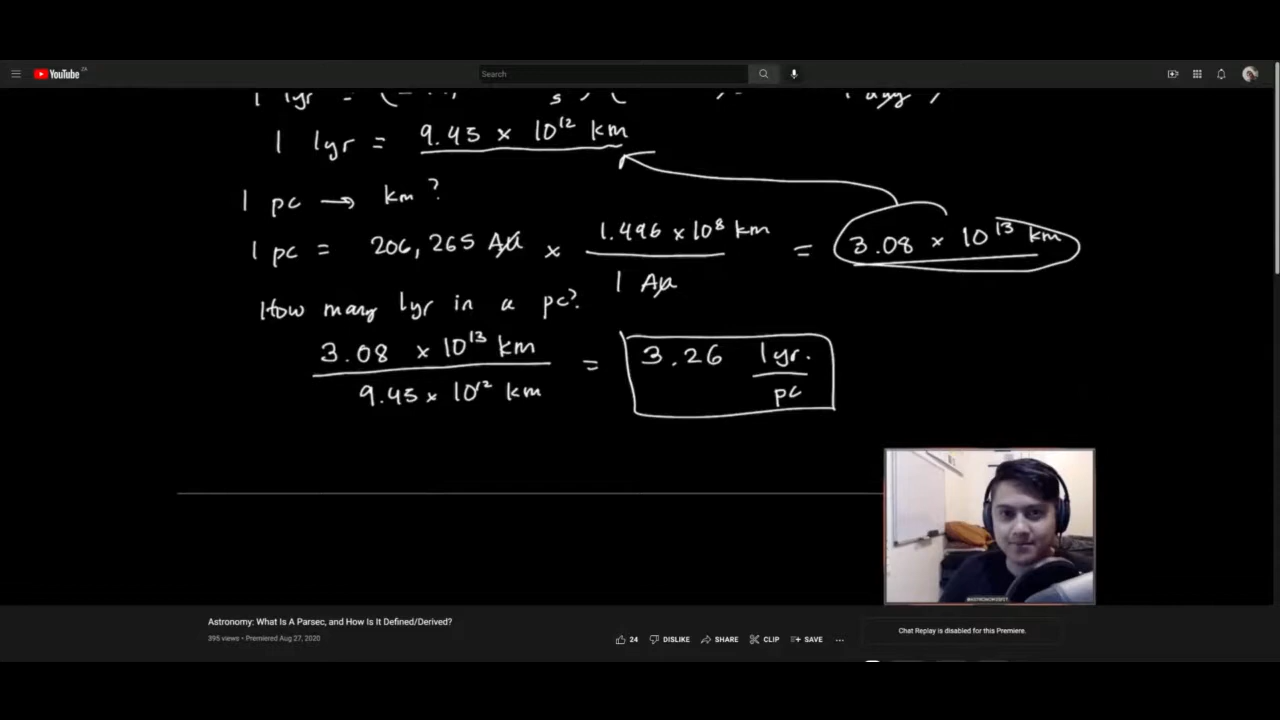 YouTube ZA
Search
1 lyr =
1 lyr = 9.45 × 10¹² km
1 pc → km ?
1 pc = 206,265 AU × 1.496 × 10⁸ km / 1 AU = 3.08 × 10¹³ km
How many lyr in a pc?
3.08 × 10¹³ km / 9.45 × 10¹² km = 3.26 lyr. / pc
Astronomy: What Is A Parsec, and How Is It Defined/Derived?
395 views • Premiered Aug 27, 2020
24 DISLIKE SHARE CLIP SAVE ...
Chat Replay is disabled for this Premiere.